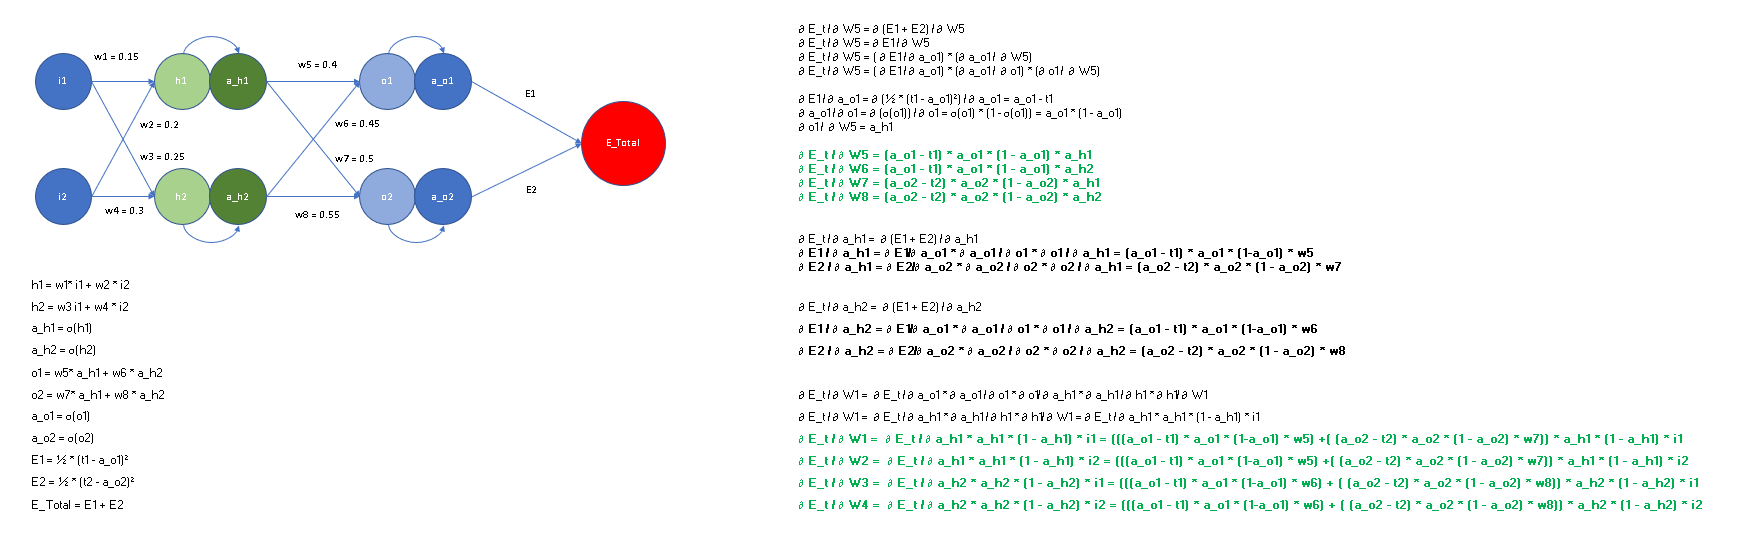 w1 = 0.15
i1
h1
a_h1
w5 = 0.4
o1
a_o1
E1
w2 = 0.2
w6 = 0.45
E_Total
w3 = 0.25
w7 = 0.5
i2
h2
a_h2
o2
a_o2
E2
w4 = 0.3
w8 = 0.55
h1 = w1* i1 + w2 * i2
h2 = w3 i1 + w4 * i2
a_h1 = σ(h1)
a_h2 = σ(h2)
o1 = w5* a_h1 + w6 * a_h2
o2 = w7* a_h1 + w8 * a_h2
a_o1 = σ(o1)
a_o2 = σ(o2)
E1 = ½ * (t1 - a_o1)²
E2 = ½ * (t2 - a_o2)²
E_Total = E1 + E2
∂ E_t/∂ W5 = ∂ (E1 + E2)/∂ W5
∂ E_t/∂ W5 = ∂ E1/∂ W5
∂ E_t/∂ W5 = (∂ E1/∂ a_o1) * (∂ a_o1/∂ W5)
∂ E_t/∂ W5 = (∂ E1/∂ a_o1) * (∂ a_o1/∂ o1) * (∂ o1/∂ W5)
∂ E1/∂ a_o1 = ∂ (½ * (t1 - a_o1)²)/∂ a_o1 = a_o1 - t1
∂ a_o1/∂ o1 = ∂ (σ(o1))/∂ o1 = σ(o1) * (1 - σ(o1)) = a_o1 * (1 - a_o1)
∂ o1/∂ W5 = a_h1
∂ E_t/∂ W5 = (a_o1 - t1) * a_o1 * (1 - a_o1) * a_h1
∂ E_t/∂ W6 = (a_o1 - t1) * a_o1 * (1 - a_o1) * a_h2
∂ E_t/∂ W7 = (a_o2 - t2) * a_o2 * (1 - a_o2) * a_h1
∂ E_t/∂ W8 = (a_o2 - t2) * a_o2 * (1 - a_o2) * a_h2
∂ E_t/∂ a_h1 = ∂ (E1 + E2)/∂ a_h1
∂ E1/∂ a_h1 = ∂ E1/∂ a_o1 * ∂ a_o1/∂ o1 * ∂ o1/∂ a_h1 = (a_o1 - t1) * a_o1 * (1-a_o1) * w5
∂ E2/∂ a_h1 = ∂ E2/∂ a_o2 * ∂ a_o2/∂ o2 * ∂ o2/∂ a_h1 = (a_o2 - t2) * a_o2 * (1 - a_o2) * w7
∂ E_t/∂ a_h2 = ∂ (E1 + E2)/∂ a_h2
∂ E1/∂ a_h2 = ∂ E1/∂ a_o1 * ∂ a_o1/∂ o1 * ∂ o1/∂ a_h2 = (a_o1 - t1) * a_o1 * (1-a_o1) * w6
∂ E2/∂ a_h2 = ∂ E2/∂ a_o2 * ∂ a_o2/∂ o2 * ∂ o2/∂ a_h2 = (a_o2 - t2) * a_o2 * (1 - a_o2) * w8
∂ E_t/∂ W1 = ∂ E_t/∂ a_o1 * ∂ a_o1/∂ o1 * ∂ o1/∂ a_h1 * ∂ a_h1/∂ h1 * ∂ h1/∂ W1
∂ E_t/∂ W1 = ∂ E_t/∂ a_h1 * ∂ a_h1/∂ h1 * ∂ h1/∂ W1 = ∂ E_t/∂ a_h1 * a_h1 * (1 - a_h1) * i1
∂ E_t/∂ W1 = ∂ E_t/∂ a_h1 * a_h1 * (1 - a_h1) * i1 = (((a_o1 - t1) * a_o1 * (1-a_o1) * w5) +( (a_o2 - t2) * a_o2 * (1 - a_o2) * w7)) * a_h1 * (1 - a_h1) * i1
∂ E_t/∂ W2 = ∂ E_t/∂ a_h1 * a_h1 * (1 - a_h1) * i2 = (((a_o1 - t1) * a_o1 * (1-a_o1) * w5) +( (a_o2 - t2) * a_o2 * (1 - a_o2) * w7)) * a_h1 * (1 - a_h1) * i2
∂ E_t/∂ W3 = ∂ E_t/∂ a_h2 * a_h2 * (1 - a_h2) * i1 = (((a_o1 - t1) * a_o1 * (1-a_o1) * w6) + ( (a_o2 - t2) * a_o2 * (1 - a_o2) * w8)) * a_h2 * (1 - a_h2) * i1
∂ E_t/∂ W4 = ∂ E_t/∂ a_h2 * a_h2 * (1 - a_h2) * i2 = (((a_o1 - t1) * a_o1 * (1-a_o1) * w6) + ( (a_o2 - t2) * a_o2 * (1 - a_o2) * w8)) * a_h2 * (1 - a_h2) * i2